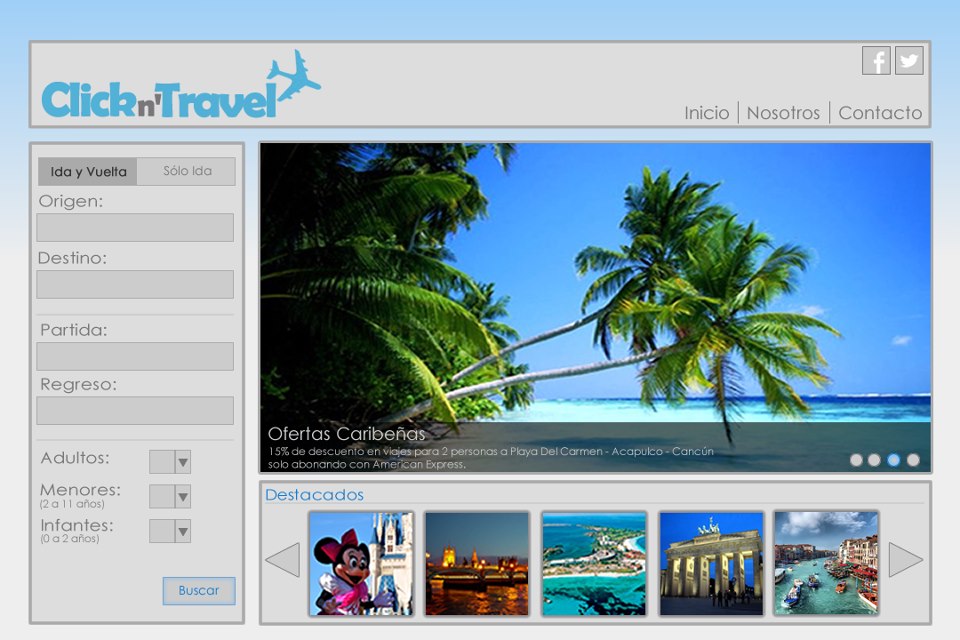 Click n' Travel
Inicio | Nosotros | Contacto
Ida y Vuelta
Sólo Ida
Origen:
Destino:
Partida:
Regreso:
Adultos:
Menores:
(2 a 11 años)
Infantes:
(0 a 2 años)
Buscar
Ofertas Caribeñas
15% de descuento en viajes para 2 personas a Playa Del Carmen - Acapulco - Cancún
solo abonando con American Express.
Destacados